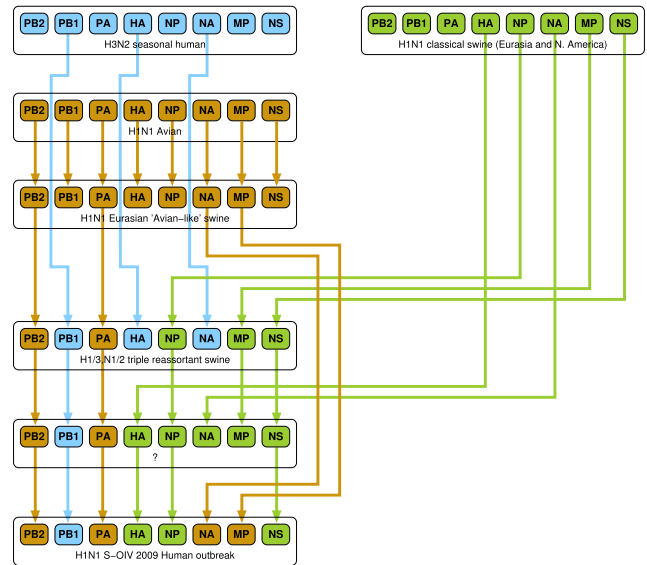 PB2 PB1 PA HA NP NA MP NS
H3N2 seasonal human
PB2 PB1 PA HA NP NA MP NS
H1N1 classical swine (Eurasia and N. America)
PB2 PB1 PA HA NP NA MP NS
H1N1 Avian
PB2 PB1 PA HA NP NA MP NS
H1N1 Eurasian 'Avian−like' swine
PB2 PB1 PA HA NP NA MP NS
H1/3,N1/2 triple reassortant swine
PB2 PB1 PA HA NP NA MP NS
?
PB2 PB1 PA HA NP NA MP NS
H1N1 S−OIV 2009 Human outbreak